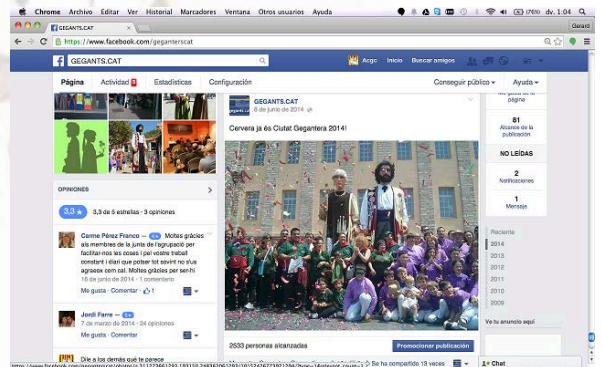 Chrome Archivo Editar Ver Historial Marcadores Ventana Otros usuarios Ayuda
(76%) dv. 1:04
GEGANTS.CAT
Gerard
https://www.facebook.com/geganterscat
GEGANTS.CAT
Acgc Inicio Buscar amigos
Página Actividad Estadísticas Configuración Conseguir público Ayuda
OPINIONES
3,3 ★ 3,3 de 5 estrellas · 3 opiniones
Carme Pérez Franco — Moltes gràcies
als membres de la junta de l'agrupació per
facilitar-nos les coses i pel vostre treball
constant i diari que potser tot sovint no s'us
agraeix com cal. Moltes gràcies per ser-hi
16 de junio de 2014 · 1 comentario
Me gusta · Comentar · 1
Jordi Farre —
7 de marzo de 2014 · 24 opiniones
Me gusta · Comentar
Dile a los demás qué te parece
GEGANTS.CAT
6 de junio de 2014
Cervera ja és Ciutat Gegantera 2014!
2533 personas alcanzadas
Promocionar publicación
Se ha compartido 13 veces
página
81
Alcance de la
publicación
NO LEÍDAS
2
Notificaciones
1
Mensaje
Reciente
2014
2013
2012
2011
2010
2009
Ve tu anuncio aquí
Chat